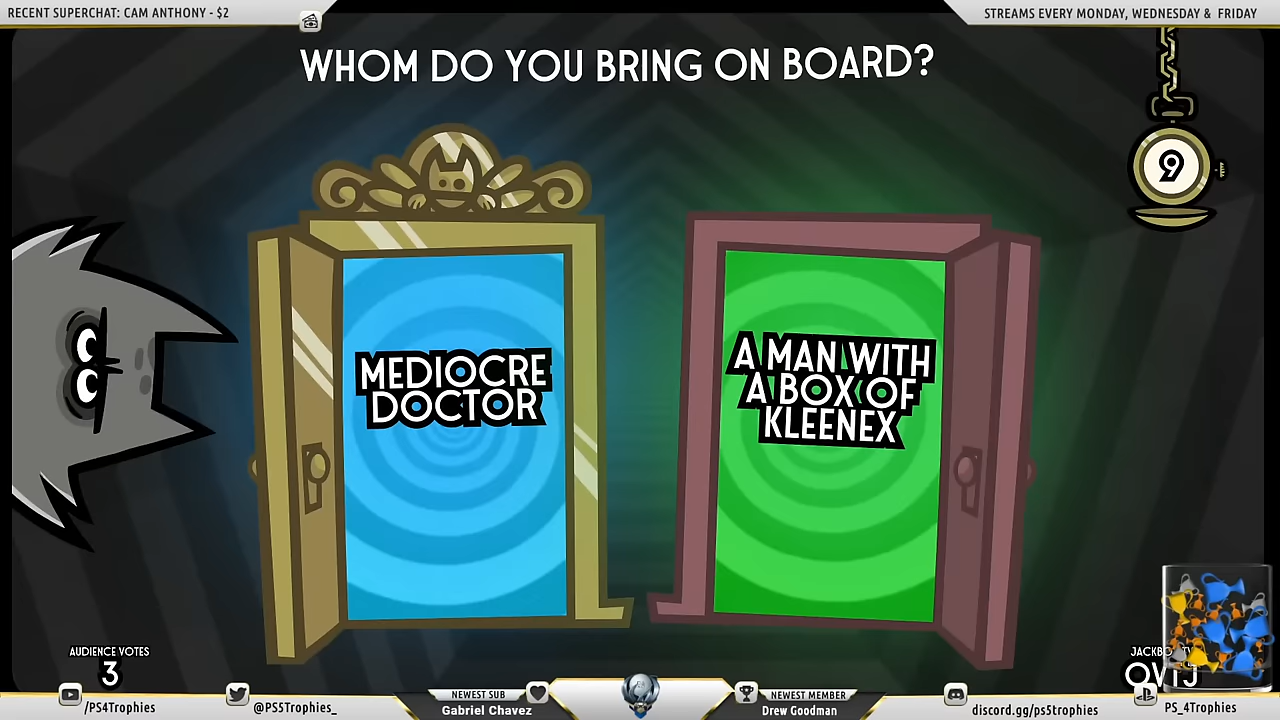 RECENT SUPERCHAT: CAM ANTHONY - $2
STREAMS EVERY MONDAY, WEDNESDAY & FRIDAY
WHOM DO YOU BRING ON BOARD?
9
MEDIOCRE
DOCTOR
A MAN WITH
A BOX OF
KLEENEX
AUDIENCE VOTES
3
/PS4Trophies
@PS5Trophies_
NEWEST SUB
Gabriel Chavez
NEWEST MEMBER
Drew Goodman
discord.gg/ps5trophies
PS_4Trophies